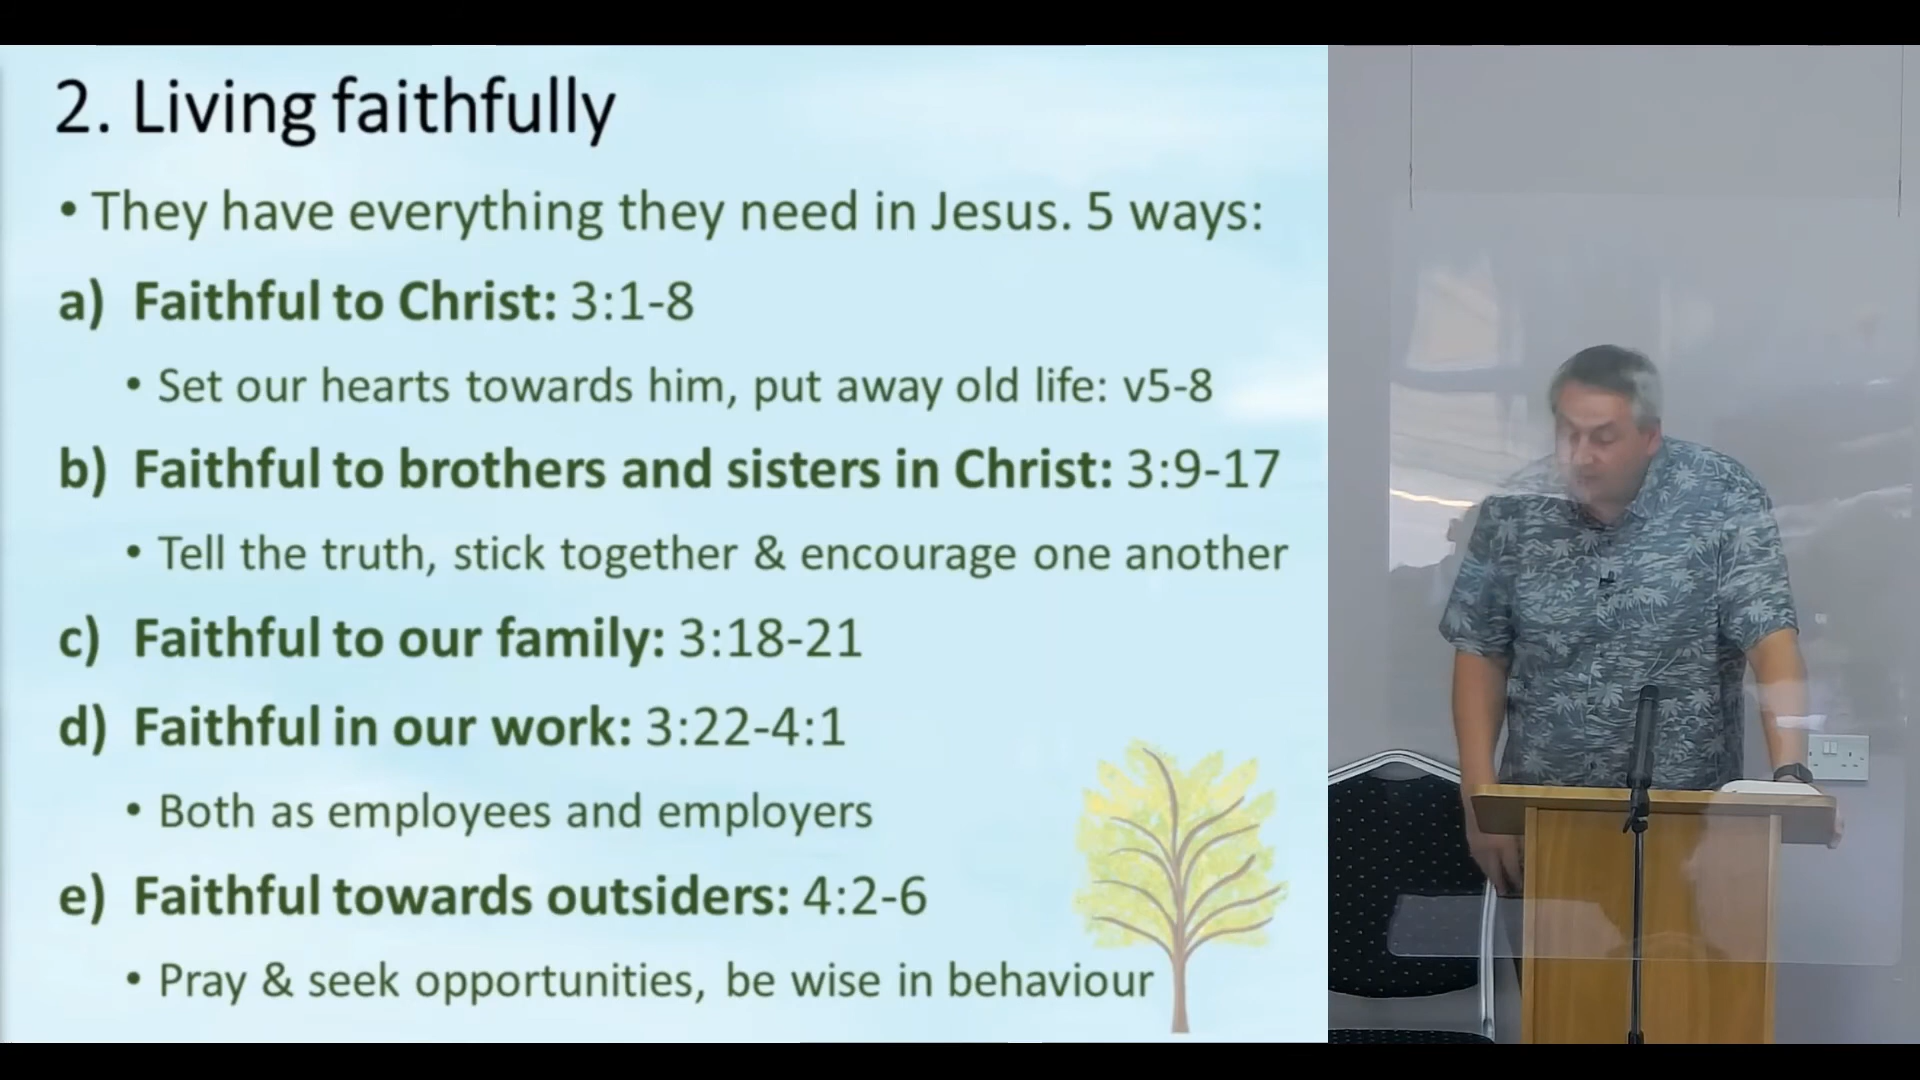 2. Living faithfully
• They have everything they need in Jesus. 5 ways:
a) Faithful to Christ: 3:1-8
• Set our hearts towards him, put away old life: v5-8
b) Faithful to brothers and sisters in Christ: 3:9-17
• Tell the truth, stick together & encourage one another
c) Faithful to our family: 3:18-21
d) Faithful in our work: 3:22-4:1
• Both as employees and employers
e) Faithful towards outsiders: 4:2-6
• Pray & seek opportunities, be wise in behaviour